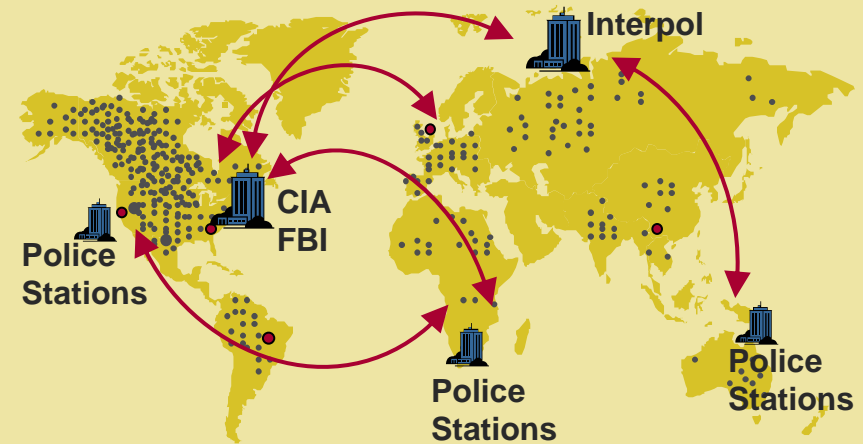 Interpol
CIA
FBI
Police
Stations
Police
Stations
Police
Stations